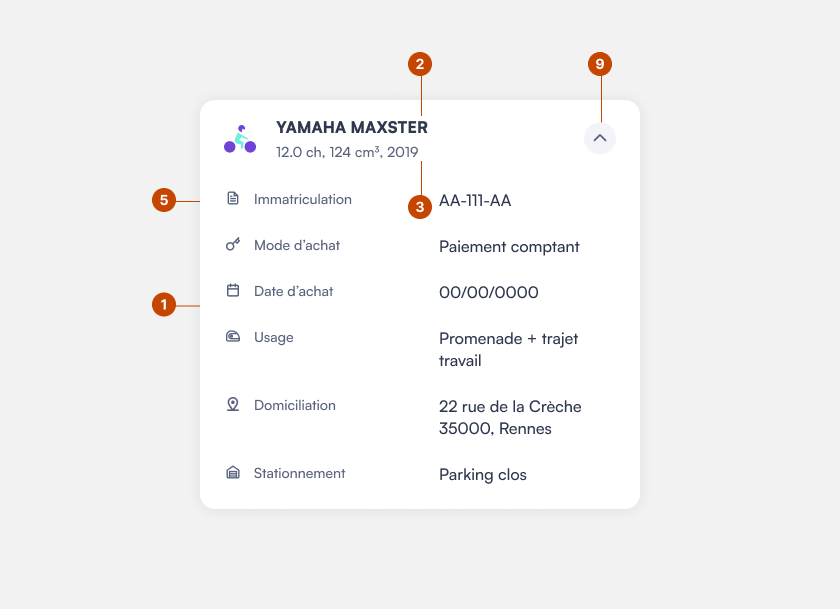 2
9
YAMAHA MAXSTER
12.0 ch, 124 cm³, 2019
5
Immatriculation
3
AA-111-AA
Mode d’achat
Paiement comptant
Date d’achat
00/00/0000
1
Usage
Promenade + trajet
travail
Domiciliation
22 rue de la Crèche
35000, Rennes
Stationnement
Parking clos